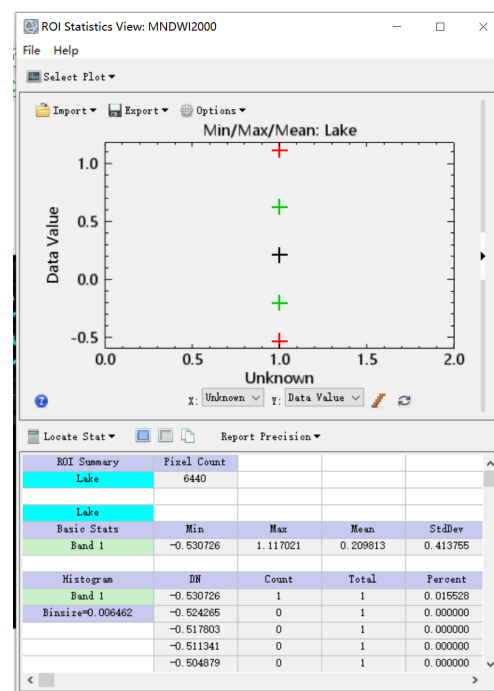 ROI Statistics View: MNDWI2000
File Help
Select Plot
Import Export Options
Min/Max/Mean: Lake
Data Value
1.0
0.5
0.0
-0.5
0.0 0.5 1.0 1.5 2.0
Unknown
X: Unknown Y: Data Value
Locate Stat Report Precision
ROI Summary Pixel Count
Lake 6440
Lake
Basic Stats Min Max Mean StdDev
Band 1 -0.530726 1.117021 0.209813 0.413755
Histogram DN Count Total Percent
Band 1 -0.530726 1 1 0.015528
Binsize=0.006462 -0.524265 0 1 0.000000
-0.517803 0 1 0.000000
-0.511341 0 1 0.000000
-0.504879 0 1 0.000000